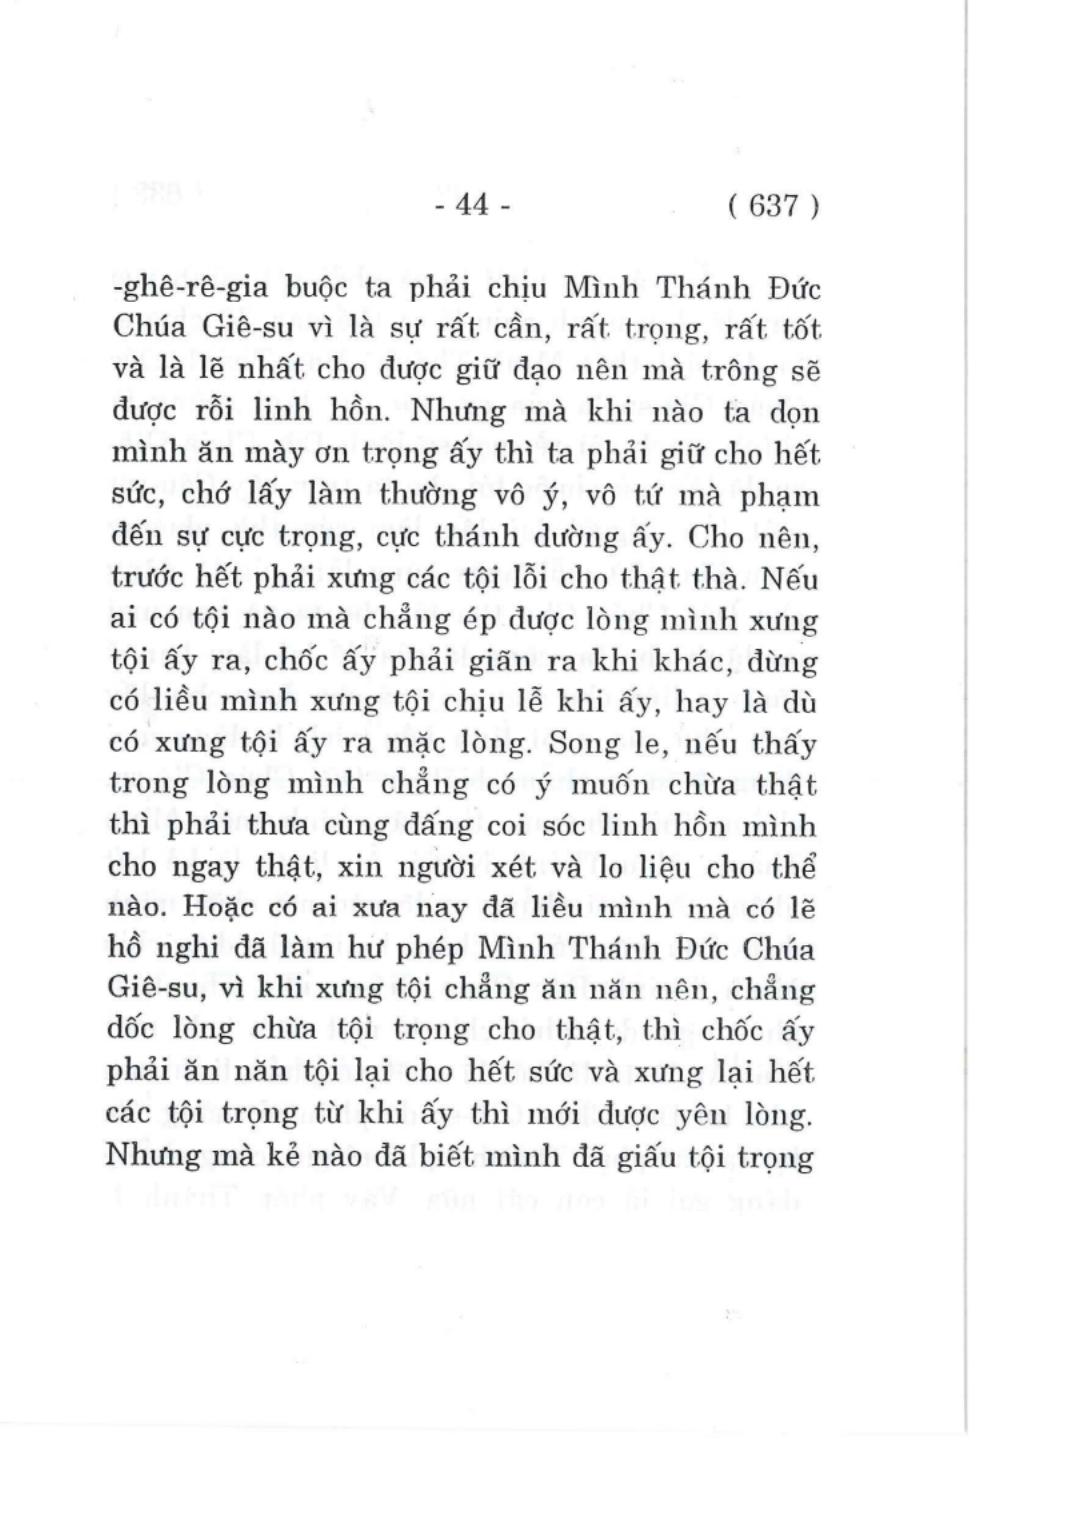 - 44 - ( 637 )
-ghê-rê-gia buộc ta phải chịu Mình Thánh Đức
Chúa Giê-su vì là sự rất cần, rất trọng, rất tốt
và là lẽ nhất cho được giữ đạo nên mà trông sẽ
được rỗi linh hồn. Nhưng mà khi nào ta dọn
mình ăn mày ơn trọng ấy thì ta phải giữ cho hết
sức, chớ lấy làm thường vô ý, vô tứ mà phạm
đến sự cực trọng, cực thánh dường ấy. Cho nên,
trước hết phải xưng các tội lỗi cho thật thà. Nếu
ai có tội nào mà chẳng ép được lòng mình xưng
tội ấy ra, chốc ấy phải giãn ra khi khác, đừng
có liều mình xưng tội chịu lễ khi ấy, hay là dù
có xưng tội ấy ra mặc lòng. Song le, nếu thấy
trong lòng mình chẳng có ý muốn chừa thật
thì phải thưa cùng đấng coi sóc linh hồn mình
cho ngay thật, xin người xét và lo liệu cho thể
nào. Hoặc có ai xưa nay đã liều mình mà có lẽ
hồ nghi đã làm hư phép Mình Thánh Đức Chúa
Giê-su, vì khi xưng tội chẳng ăn năn nên, chẳng
dốc lòng chừa tội trọng cho thật, thì chốc ấy
phải ăn năn tội lại cho hết sức và xưng lại hết
các tội trọng từ khi ấy thì mới được yên lòng.
Nhưng mà kẻ nào đã biết mình đã giấu tội trọng